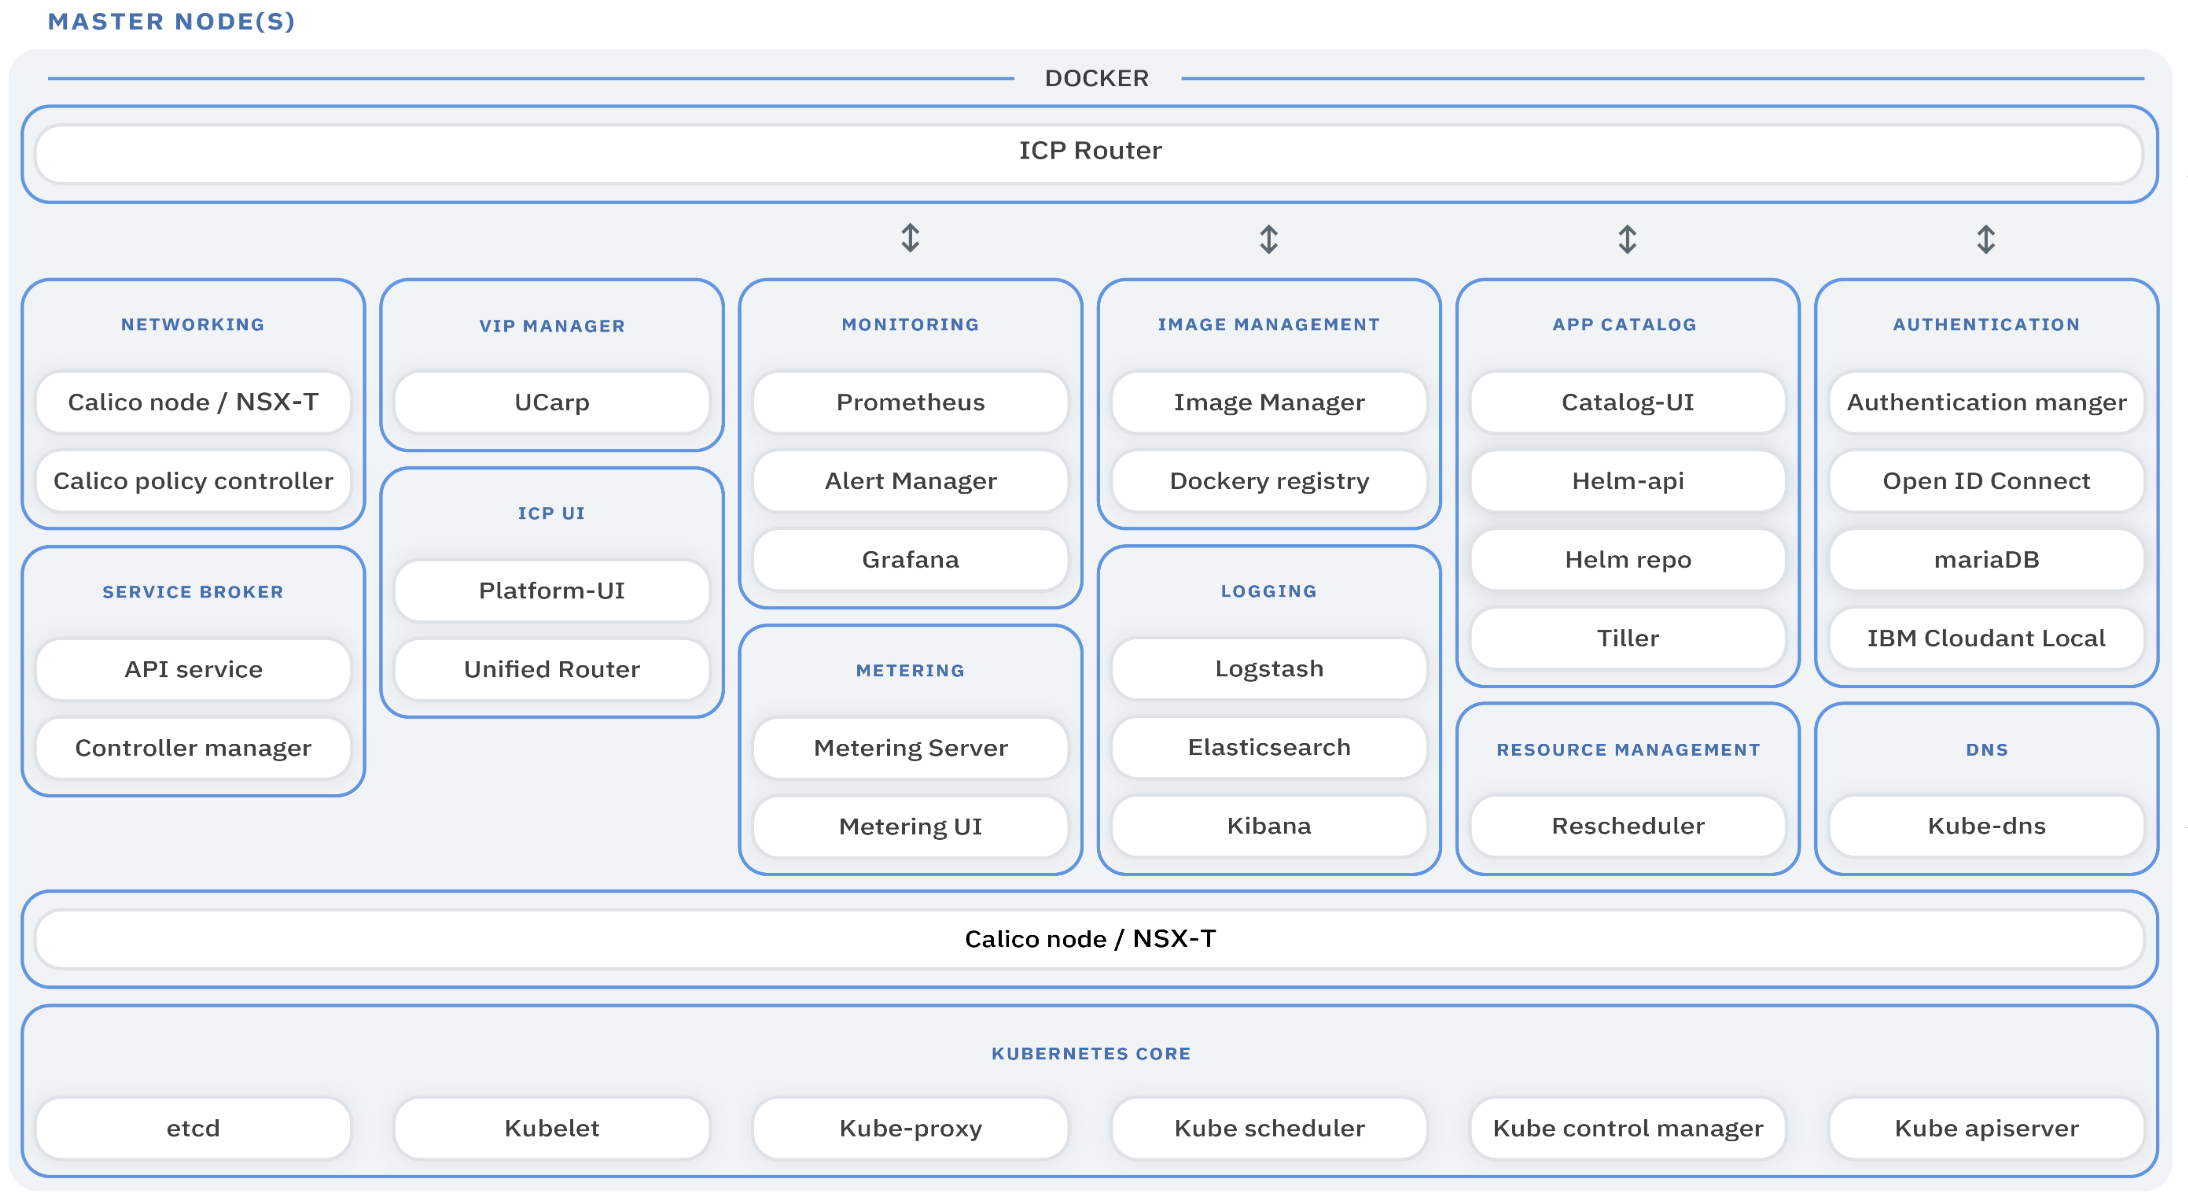 MASTER NODE(S)
DOCKER
ICP Router
NETWORKING
Calico node / NSX-T
Calico policy controller
SERVICE BROKER
API service
Controller manager
VIP MANAGER
UCarp
ICP UI
Platform-UI
Unified Router
MONITORING
Prometheus
Alert Manager
Grafana
METERING
Metering Server
Metering UI
IMAGE MANAGEMENT
Image Manager
Dockery registry
LOGGING
Logstash
Elasticsearch
Kibana
APP CATALOG
Catalog-UI
Helm-api
Helm repo
Tiller
RESOURCE MANAGEMENT
Rescheduler
AUTHENTICATION
Authentication manger
Open ID Connect
mariaDB
IBM Cloudant Local
DNS
Kube-dns
Calico node / NSX-T
KUBERNETES CORE
etcd
Kubelet
Kube-proxy
Kube scheduler
Kube control manager
Kube apiserver